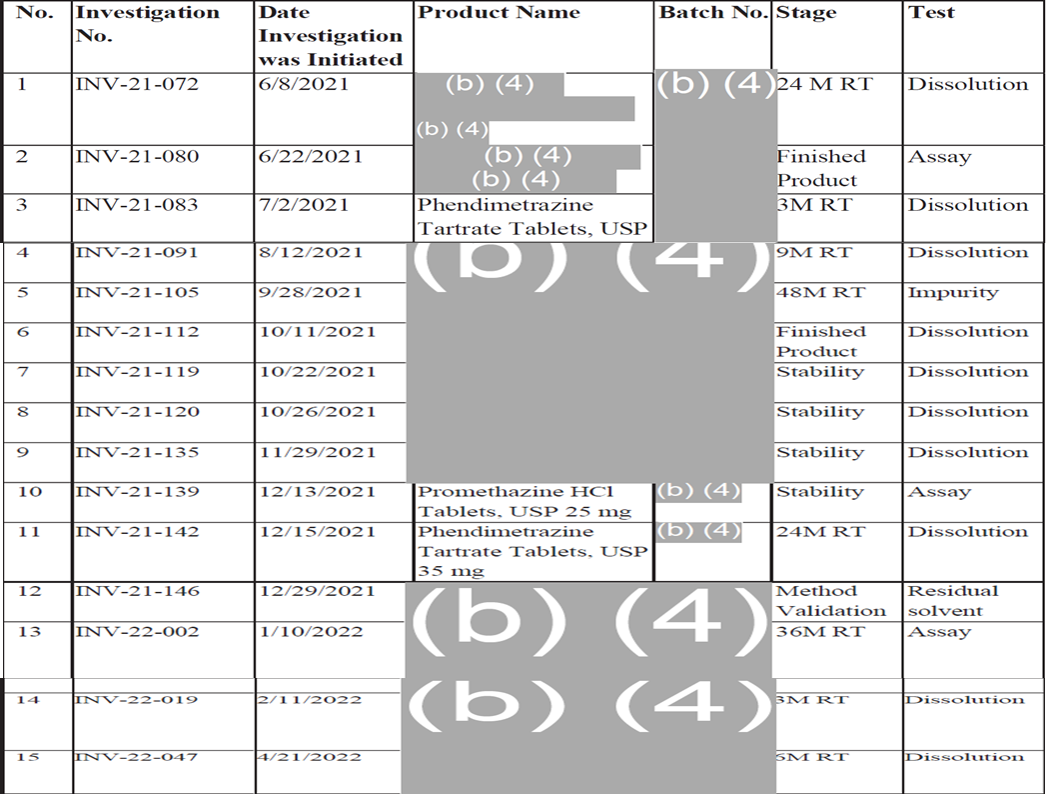 No. Investigation No. Date Investigation was Initiated Product Name Batch No. Stage Test
1 INV-21-072 6/8/2021 (b) (4) (b) (4) (b) (4) 24 M RT Dissolution
2 INV-21-080 6/22/2021 (b) (4) (b) (4) Finished Product Assay
3 INV-21-083 7/2/2021 Phendimetrazine Tartrate Tablets, USP 3M RT Dissolution
4 INV-21-091 8/12/2021 (b) (4) 9M RT Dissolution
5 INV-21-105 9/28/2021 48M RT Impurity
6 INV-21-112 10/11/2021 Finished Product Dissolution
7 INV-21-119 10/22/2021 Stability Dissolution
8 INV-21-120 10/26/2021 Stability Dissolution
9 INV-21-135 11/29/2021 Stability Dissolution
10 INV-21-139 12/13/2021 Promethazine HCl Tablets, USP 25 mg (b) (4) Stability Assay
11 INV-21-142 12/15/2021 Phendimetrazine Tartrate Tablets, USP 35 mg (b) (4) 24M RT Dissolution
12 INV-21-146 12/29/2021 (b) (4) Method Validation Residual solvent
13 INV-22-002 1/10/2022 36M RT Assay
14 INV-22-019 2/11/2022 (b) (4) 3M RT Dissolution
15 INV-22-047 4/21/2022 6M RT Dissolution